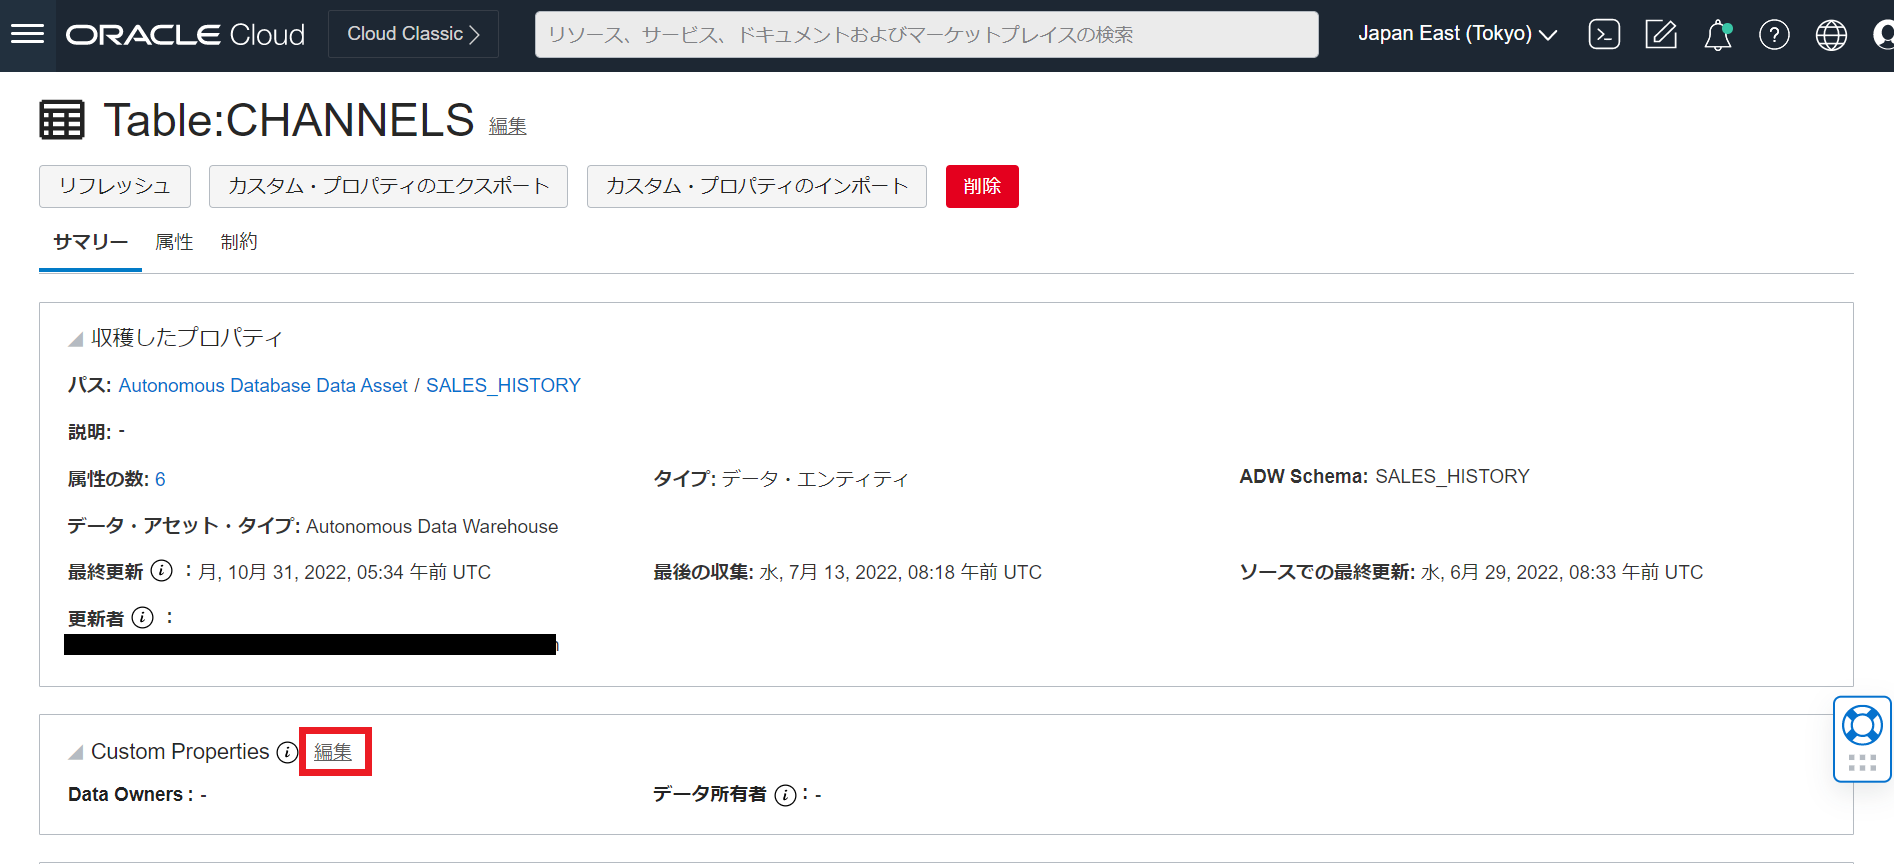 ORACLE Cloud Cloud Classic リソース、サービス、ドキュメントおよびマーケットプレイスの検索 Japan East (Tokyo)
Table:CHANNELS 編集
リフレッシュ カスタム・プロパティのエクスポート カスタム・プロパティのインポート 削除
サマリー 属性 制約
収穫したプロパティ
パス: Autonomous Database Data Asset / SALES_HISTORY
説明: -
属性の数: 6 タイプ: データ・エンティティ ADW Schema: SALES_HISTORY
データ・アセット・タイプ: Autonomous Data Warehouse
最終更新 i : 月, 10月 31, 2022, 05:34 午前 UTC 最後の収集: 水, 7月 13, 2022, 08:18 午前 UTC ソースでの最終更新: 水, 6月 29, 2022, 08:33 午前 UTC
更新者 i :
Custom Properties i 編集
Data Owners : - データ所有者 i : -